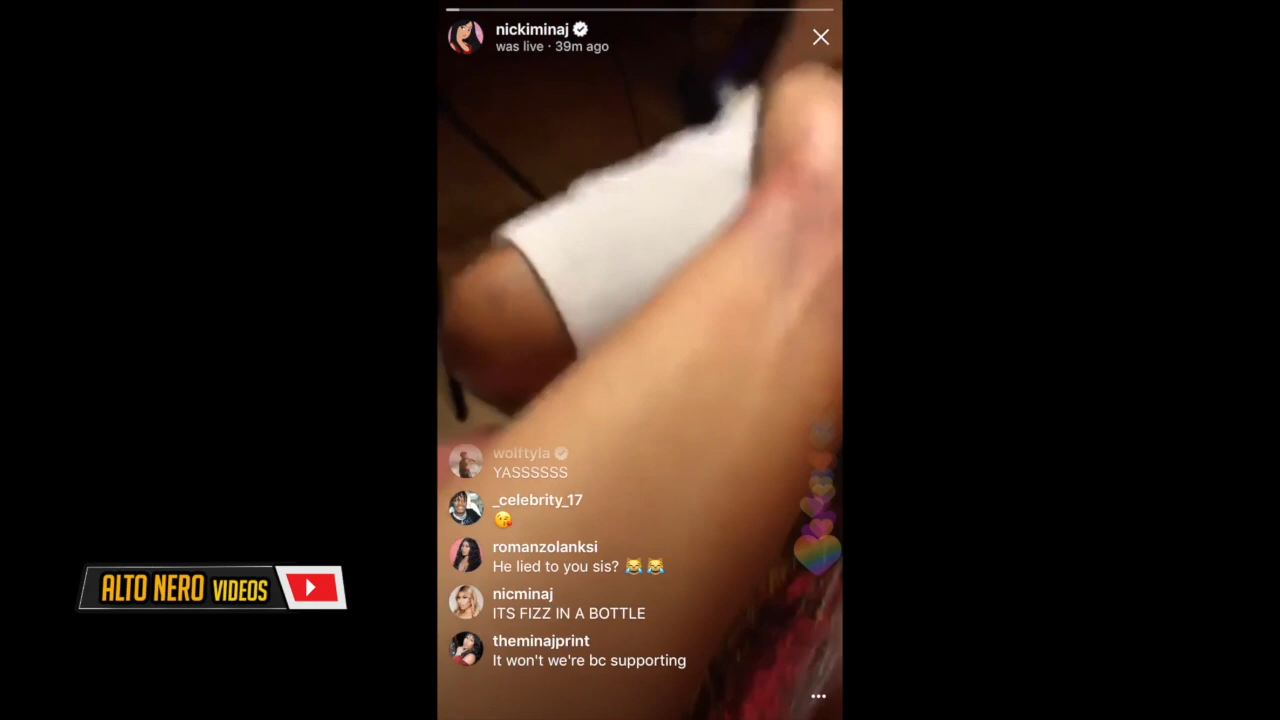 nickiminaj
was live · 39m ago
wolftyla
YASSSSSS
_celebrity_17
😘
romanzolanksi
He lied to you sis? 😹 😹
nicminaj
ITS FIZZ IN A BOTTLE
theminajprint
It won't we're bc supporting
ALTO NERO VIDEOS